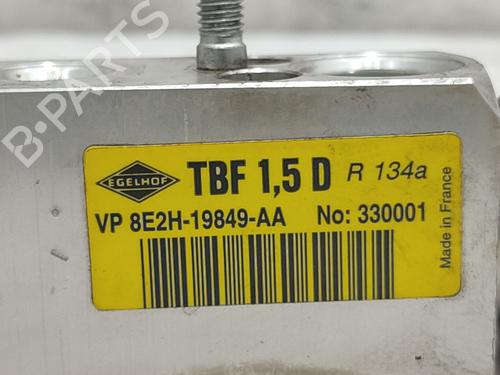 B-PARTS
EGELHOF
TBF 1,5 D
R 134a
VP 8E2H-19849-AA
No: 330001
Made in France